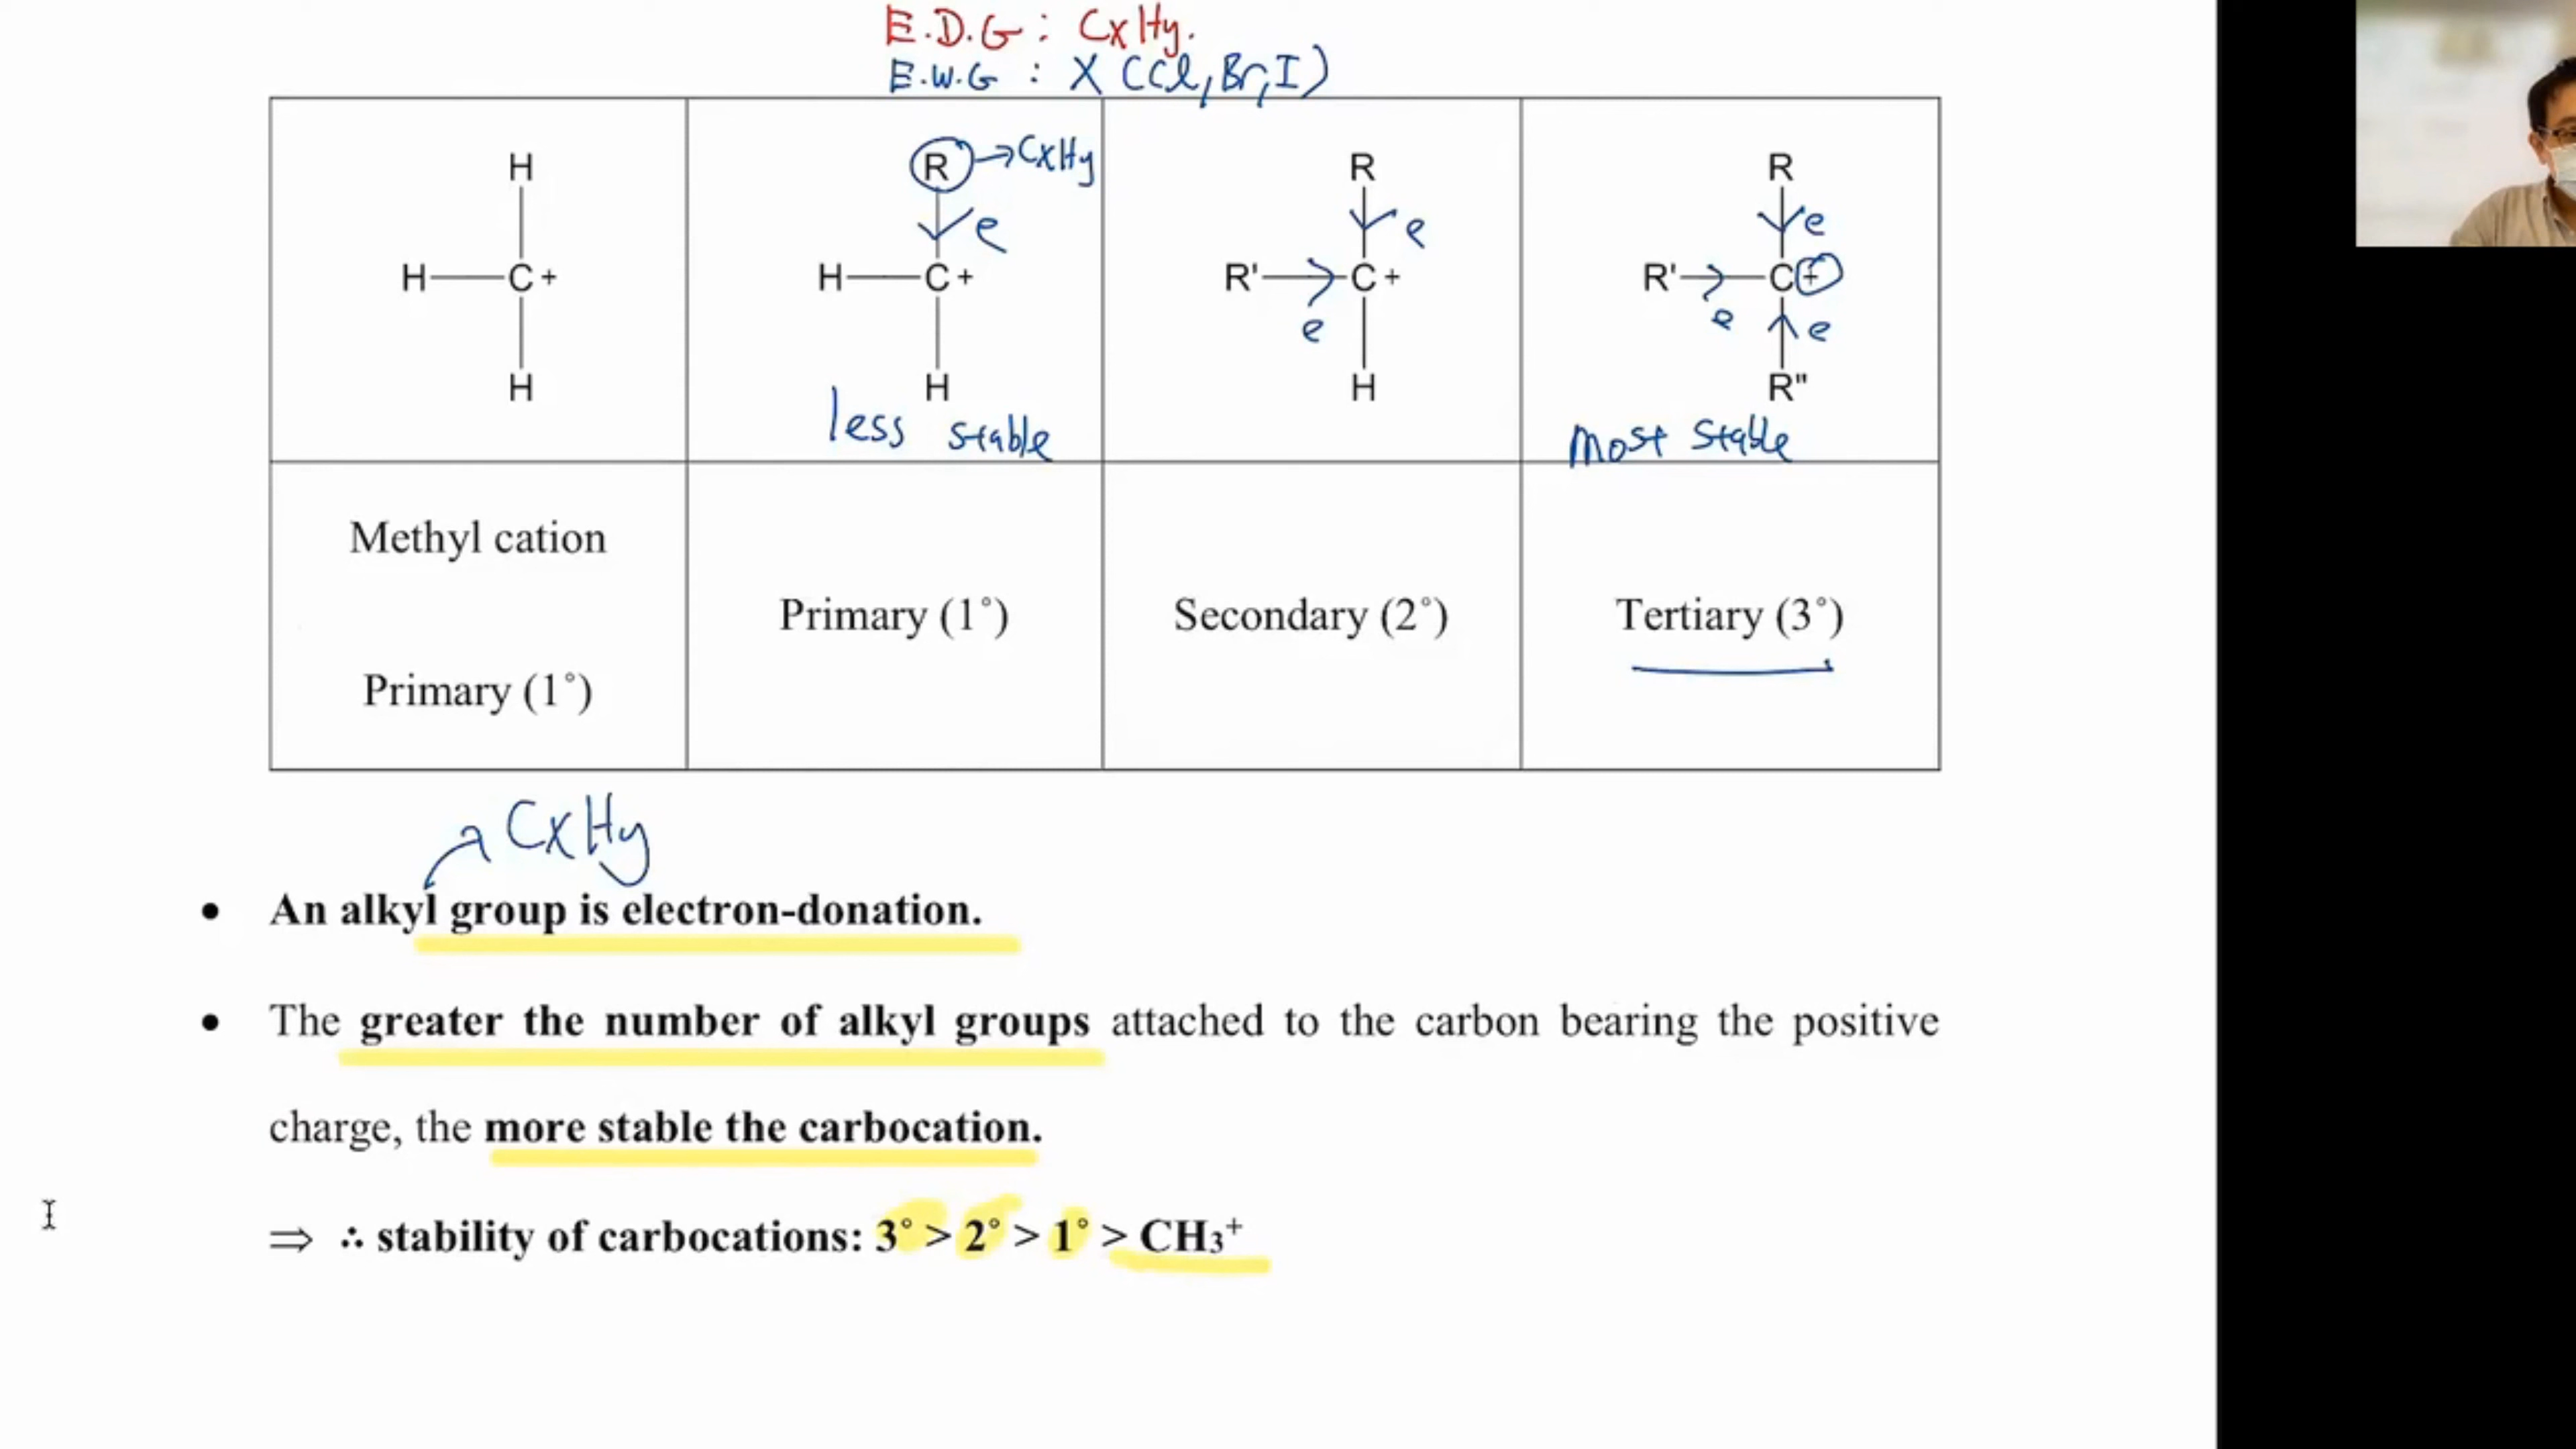 E.D.G : CxHy.
E.W.G : X (Cl, Br, I)
H
H C +
H
R → CxHy
e
H C +
H
less stable
R
e
R' C +
e
H
R
e
R' C +
e e
R"
most stable
Methyl cation
Primary (1°)
Primary (1°)
Secondary (2°)
Tertiary (3°)
CxHy
• An alkyl group is electron-donation.
• The greater the number of alkyl groups attached to the carbon bearing the positive
charge, the more stable the carbocation.
⇒ ∴ stability of carbocations: 3° > 2° > 1° > CH₃⁺